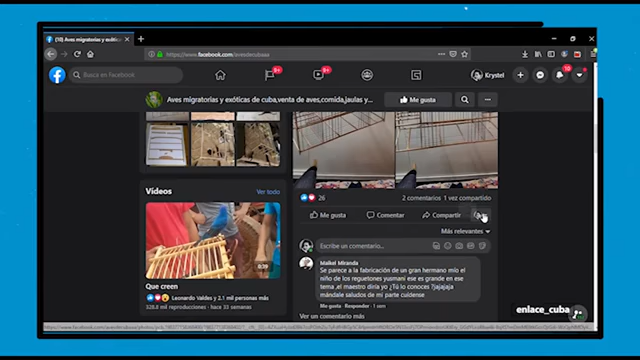 (10) Aves migratorias y exótic
https://www.facebook.com/avesdecubaaa
Busca en Facebook
9+
9+
Krystel
10
Aves migratorias y exóticas de cuba,venta de aves,comida,jaulas y...
Me gusta
Vídeos
Ver todo
0:39
Que creen
Leonardo Valdes y 2.1 mil personas más
328.8 mil reproducciones · hace 33 semanas
26
2 comentarios 1 vez compartido
Me gusta
Comentar
Compartir
Más relevantes
Escribe un comentario...
Maikel Miranda
Se parece a la fabricación de un gran hermano mío el
niño de los reguetones yusmani ese es grande en ese
tema ,el maestro diría yo ¿Tú lo conoces ?jajajaja
mándale saludos de mi parte cuídense
Me gusta · Responder · 1 sem
Ver un comentario más
enlace_cuba